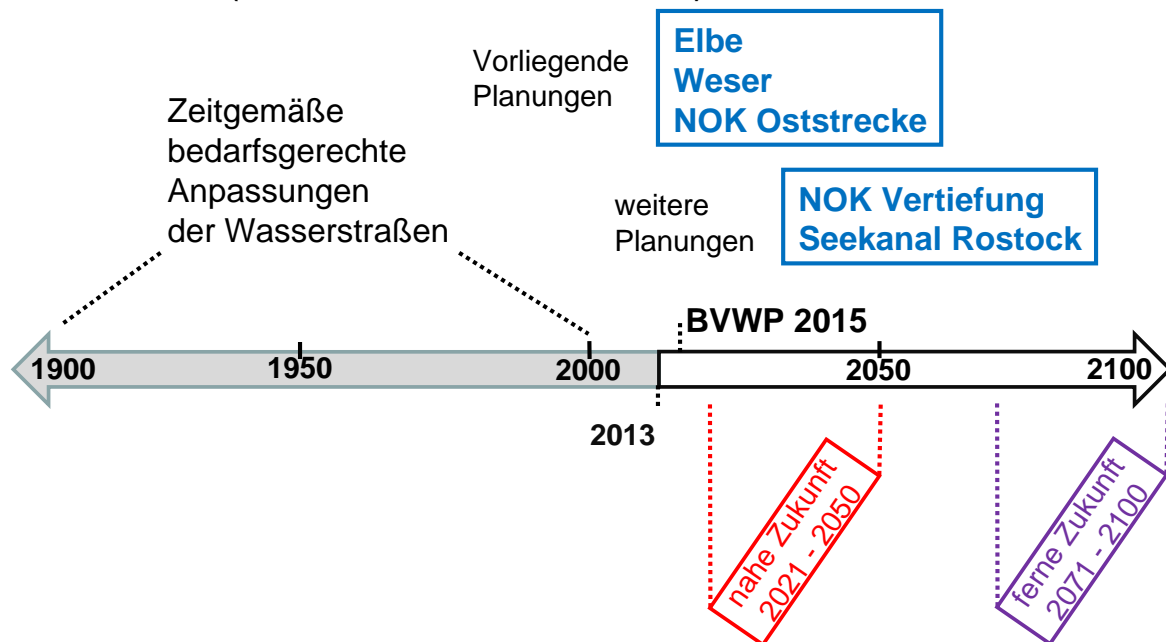 Vorliegende
Planungen
Elbe
Weser
NOK Oststrecke
Zeitgemäße
bedarfsgerechte
Anpassungen
der Wasserstraßen
weitere
Planungen
NOK Vertiefung
Seekanal Rostock
BVWP 2015
1900
1950
2000
2050
2100
2013
nahe Zukunft
2021 - 2050
ferne Zukunft
2071 - 2100